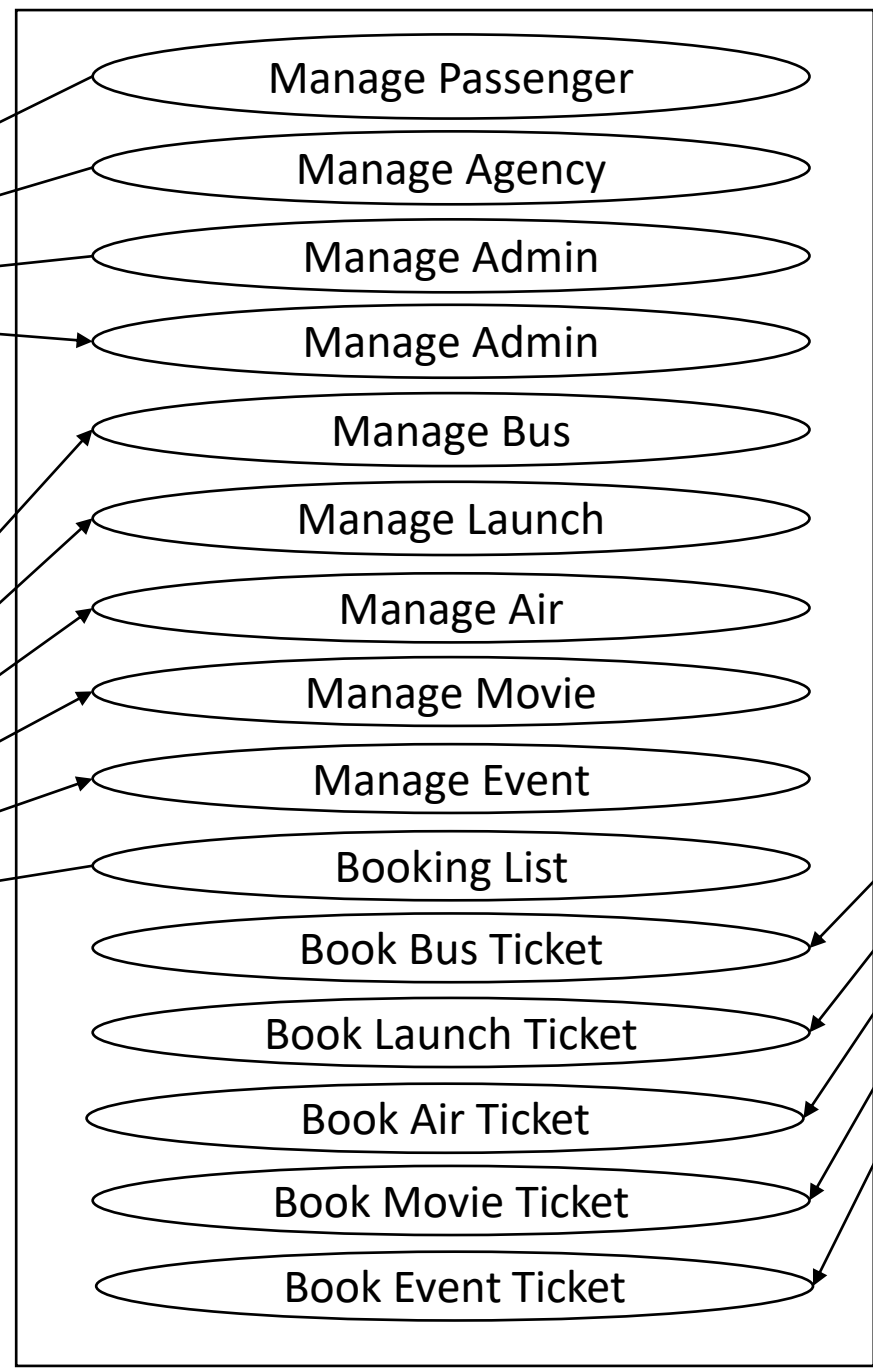 Manage Passenger
Manage Agency
Manage Admin
Manage Admin
Manage Bus
Manage Launch
Manage Air
Manage Movie
Manage Event
Booking List
Book Bus Ticket
Book Launch Ticket
Book Air Ticket
Book Movie Ticket
Book Event Ticket